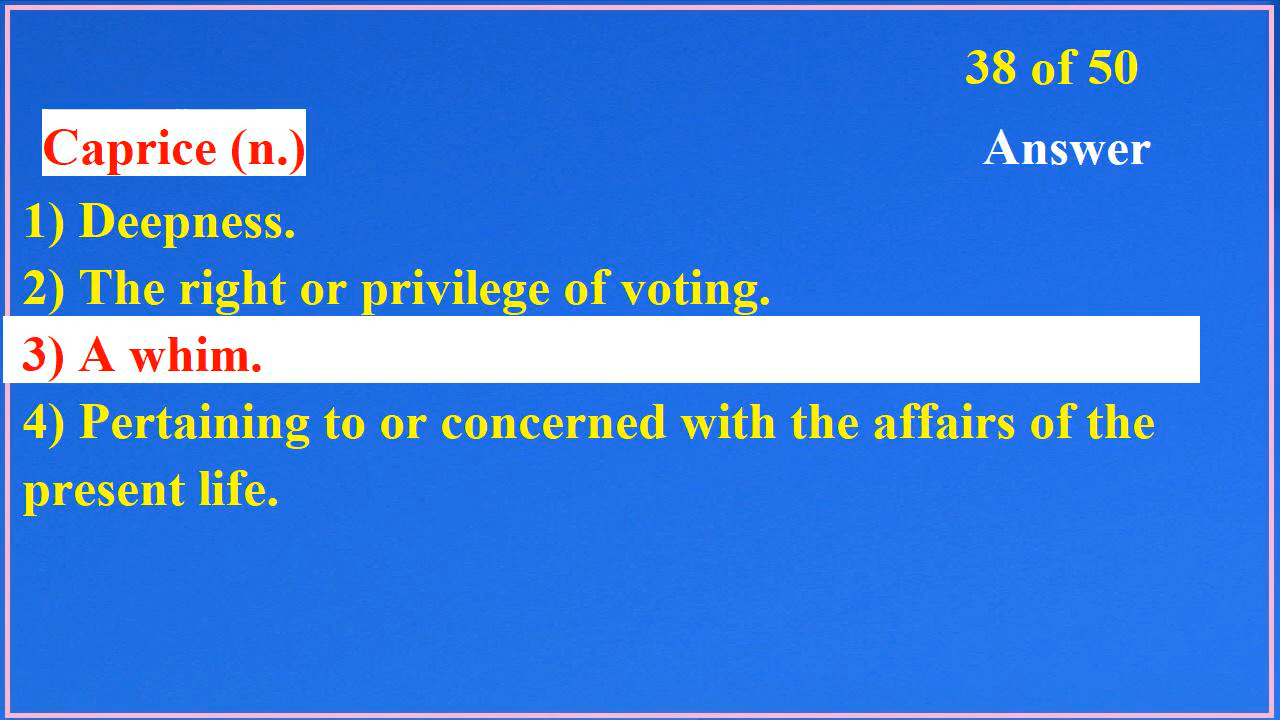 38 of 50
Caprice (n.)
Answer
1) Deepness.
2) The right or privilege of voting.
3) A whim.
4) Pertaining to or concerned with the affairs of the
present life.